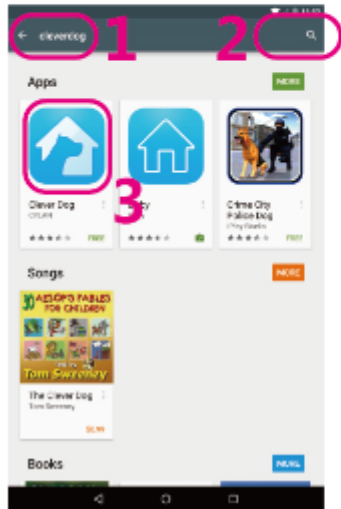 cleverdog
1
2
Apps
MORE
3
Clever Dog
Crime City
Police Dog
FREE
FREE
Songs
MORE
AESOP'S FABLES
FOR CHILDREN
Tom Sweeney
The Clever Dog
Tom Sweeney
Books
MORE